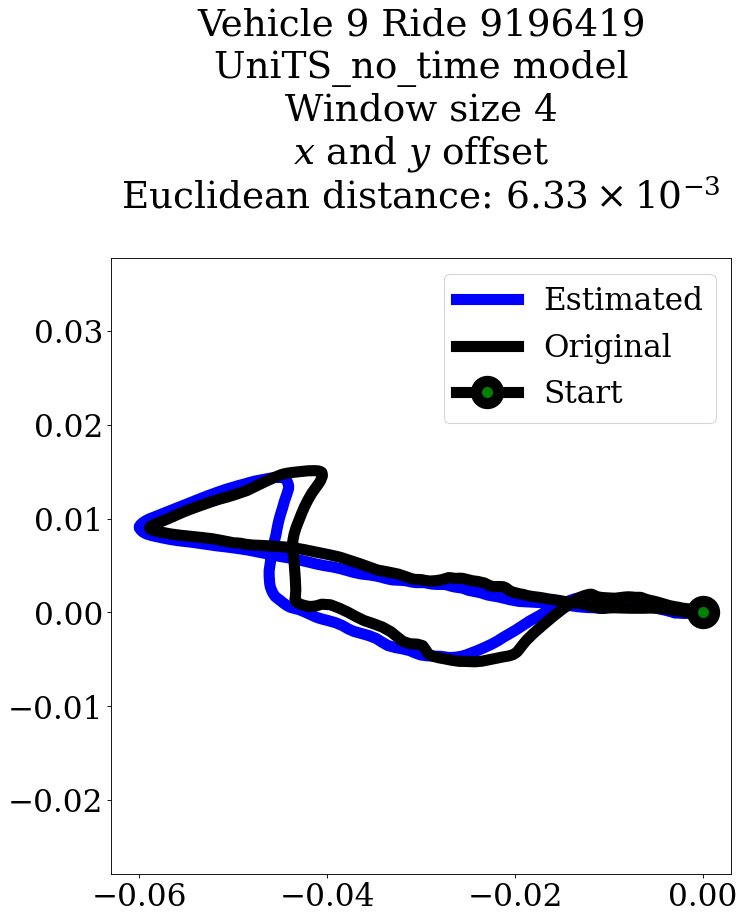 Vehicle 9 Ride 9196419
UniTS_no_time model
Window size 4
x and y offset
Euclidean distance: 6.33 × 10⁻³
Estimated
Original
Start
0.03
0.02
0.01
0.00
−0.01
−0.02
−0.06
−0.04
−0.02
0.00